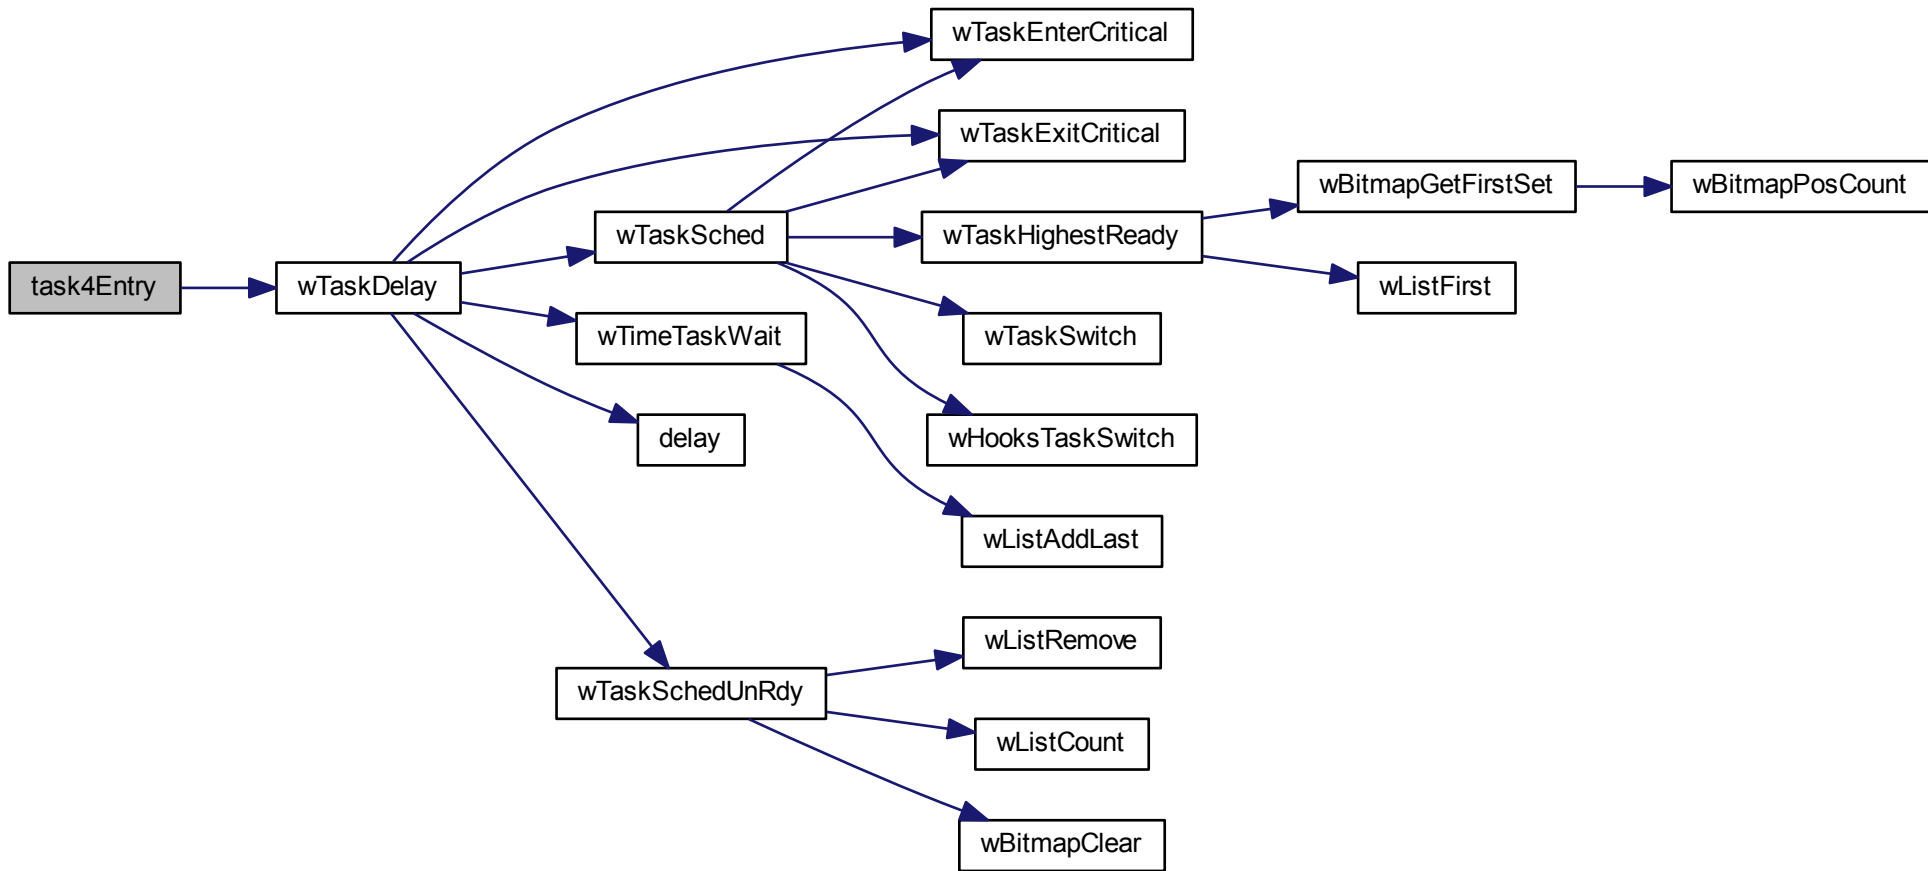 wTaskEnterCritical
wTaskExitCritical
wBitmapGetFirstSet
wBitmapPosCount
wTaskSched
wTaskHighestReady
task4Entry
wTaskDelay
wListFirst
wTimeTaskWait
wTaskSwitch
delay
wHooksTaskSwitch
wListAddLast
wListRemove
wTaskSchedUnRdy
wListCount
wBitmapClear